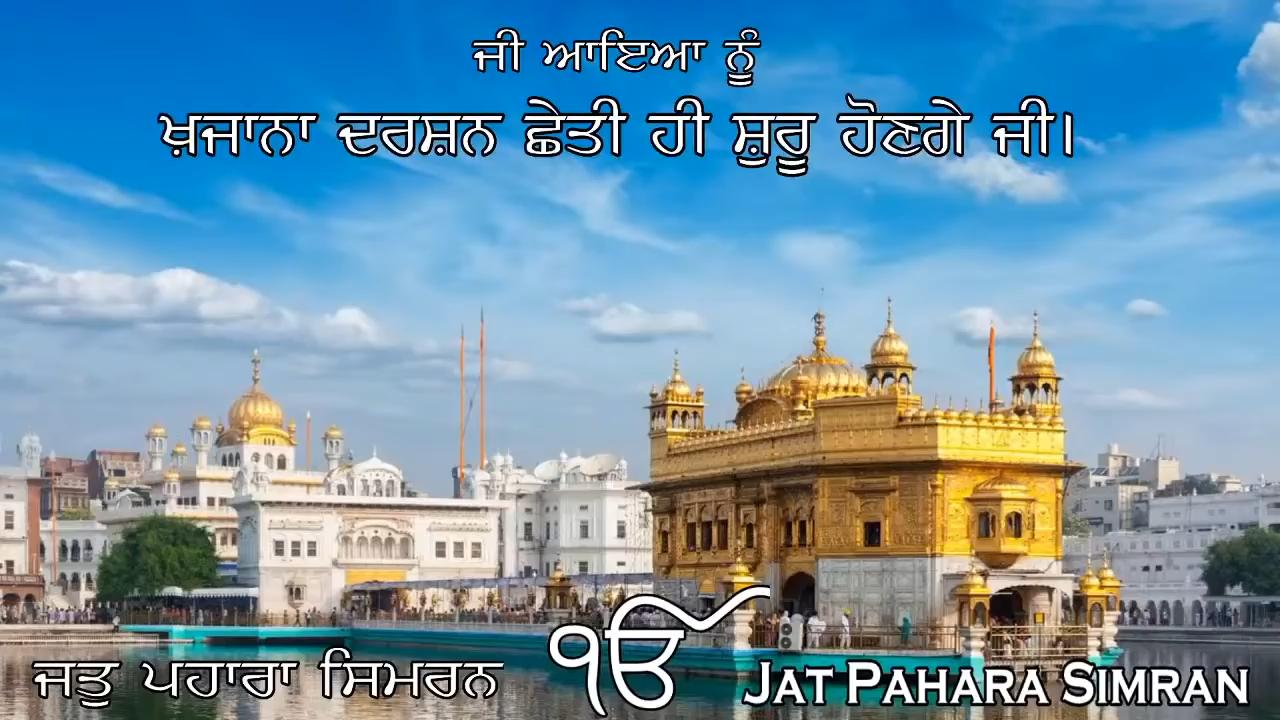 ਜੀ ਆਇਆ ਨੂੰ
ਖ਼ਜਾਨਾ ਦਰਸ਼ਨ ਛੇਤੀ ਹੀ ਸ਼ੁਰੂ ਹੋਣਗੇ ਜੀ।
ਜਤੁ ਪਹਾਰਾ ਸਿਮਰਨ ੴ JAT PAHARA SIMRAN